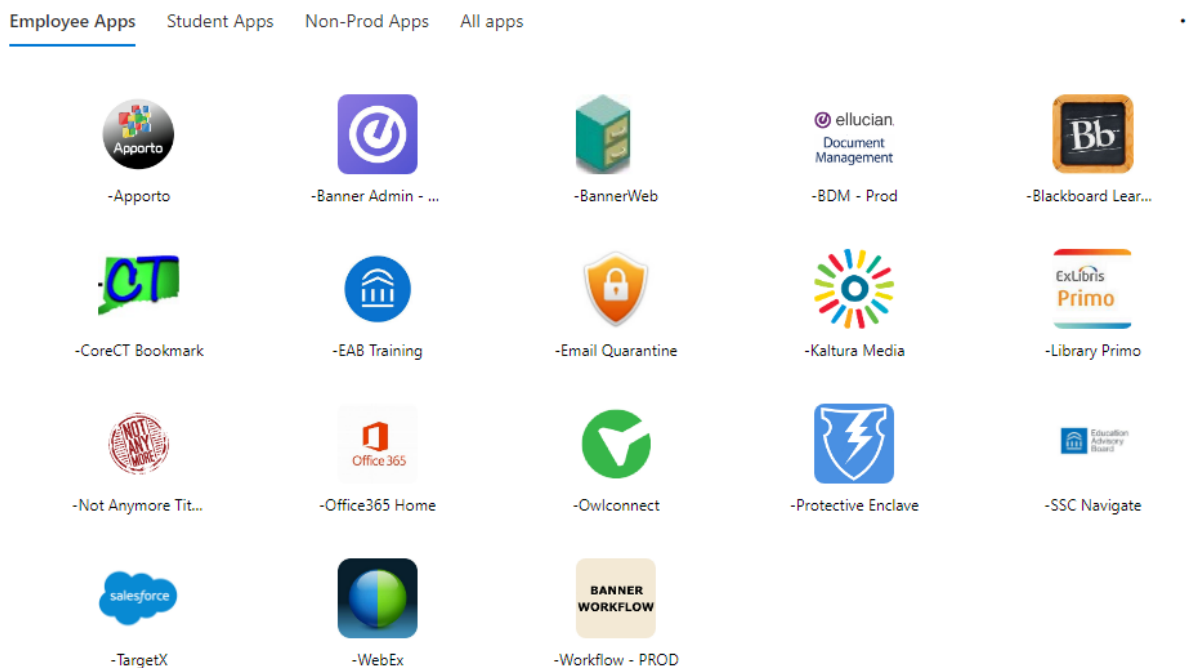 Employee Apps Student Apps Non-Prod Apps All apps
Apporto
ellucian.
Document
Management
Bb
-Apporto -Banner Admin - ... -BannerWeb -BDM - Prod -Blackboard Lear...
CT
ExLibris
Primo
-CoreCT Bookmark -EAB Training -Email Quarantine -Kaltura Media -Library Primo
NOT
ANY
MORE!
Office 365
Education
Advisory
Board
-Not Anymore Tit... -Office365 Home -Owlconnect -Protective Enclave -SSC Navigate
salesforce
BANNER
WORKFLOW
-TargetX -WebEx -Workflow - PROD